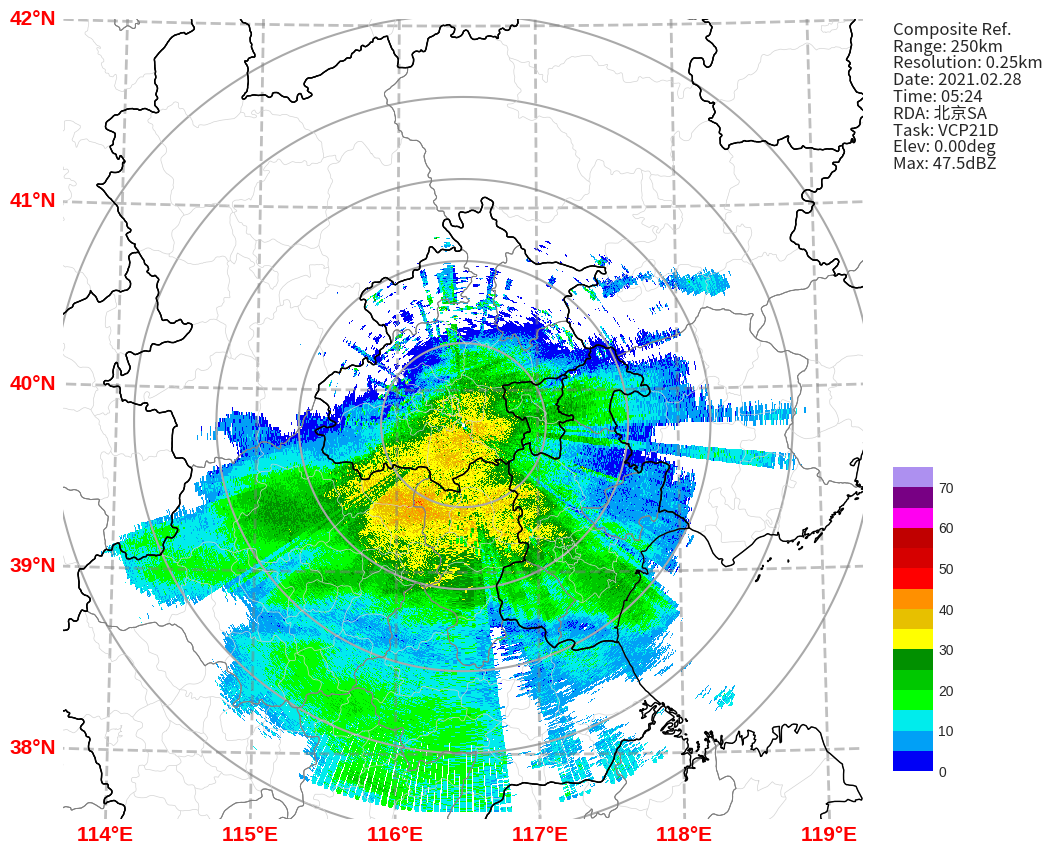 42°N
41°N
40°N
39°N
38°N
114°E
115°E
116°E
117°E
118°E
119°E
Composite Ref.
Range: 250km
Resolution: 0.25km
Date: 2021.02.28
Time: 05:24
RDA: 北京SA
Task: VCP21D
Elev: 0.00deg
Max: 47.5dBZ
70
60
50
40
30
20
10
0